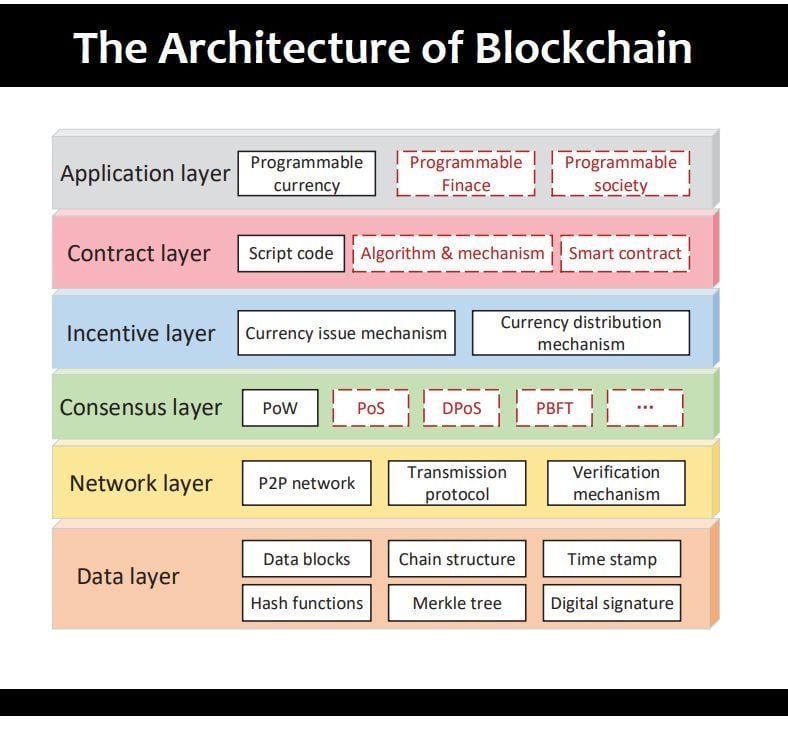 The Architecture of Blockchain
Application layer
Programmable
currency
Programmable
Finace
Programmable
society
Contract layer
Script code
Algorithm & mechanism
Smart contract
Incentive layer
Currency issue mechanism
Currency distribution
mechanism
Consensus layer
PoW
PoS
DPoS
PBFT
···
Network layer
P2P network
Transmission
protocol
Verification
mechanism
Data layer
Data blocks
Chain structure
Time stamp
Hash functions
Merkle tree
Digital signature